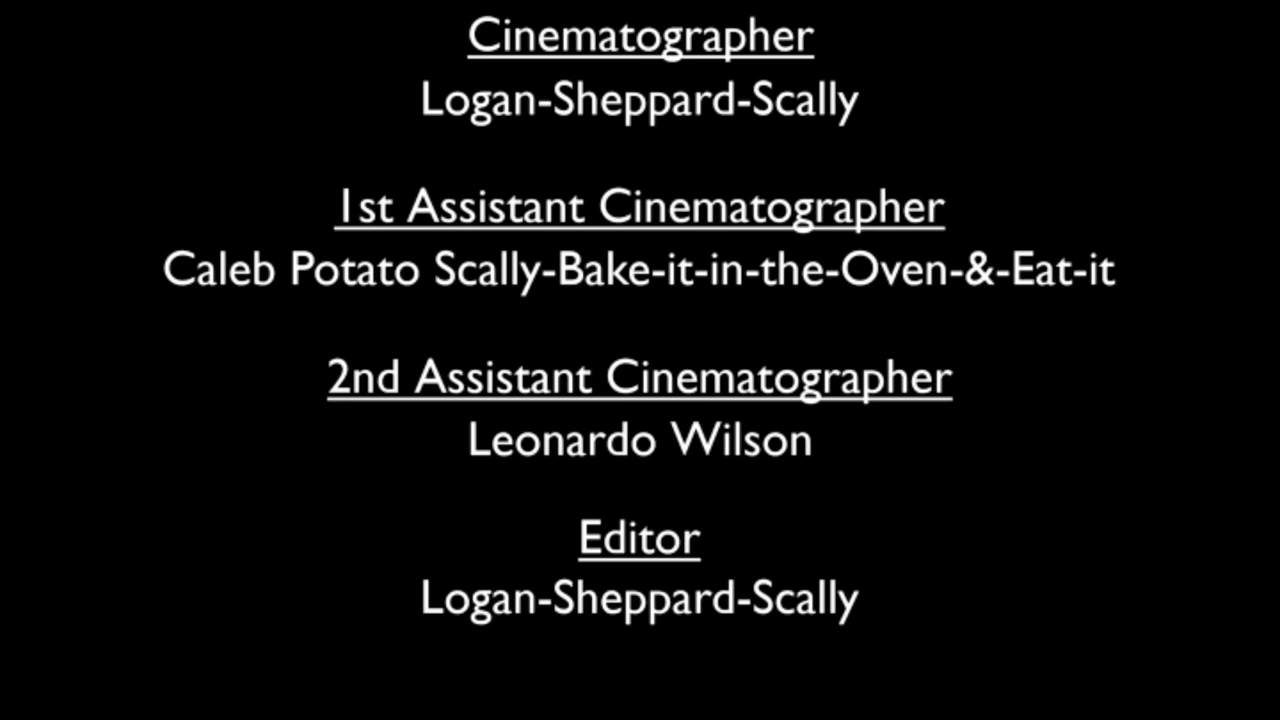 Cinematographer
Logan-Sheppard-Scally
1st Assistant Cinematographer
Caleb Potato Scally-Bake-it-in-the-Oven-&-Eat-it
2nd Assistant Cinematographer
Leonardo Wilson
Editor
Logan-Sheppard-Scally